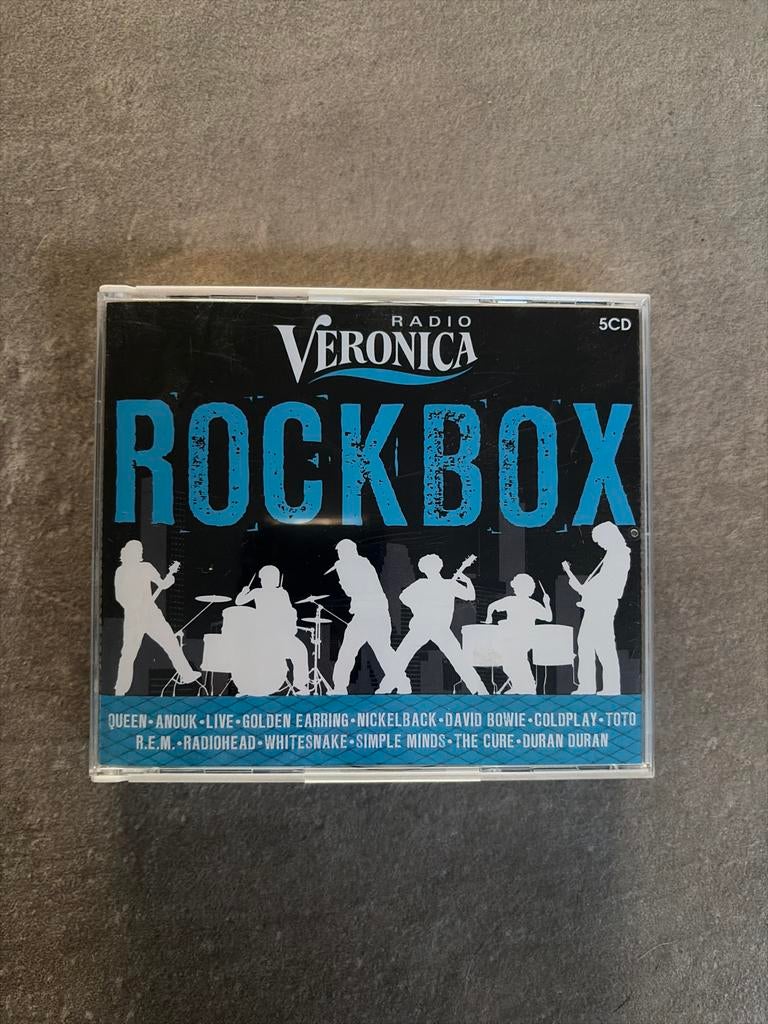 RADIO
VERONICA
5CD
ROCKBOX
QUEEN•ANOUK•LIVE•GOLDEN EARRING•NICKELBACK•DAVID BOWIE•COLDPLAY•TOTO
R.E.M.•RADIOHEAD•WHITESNAKE•SIMPLE MINDS•THE CURE•DURAN DURAN